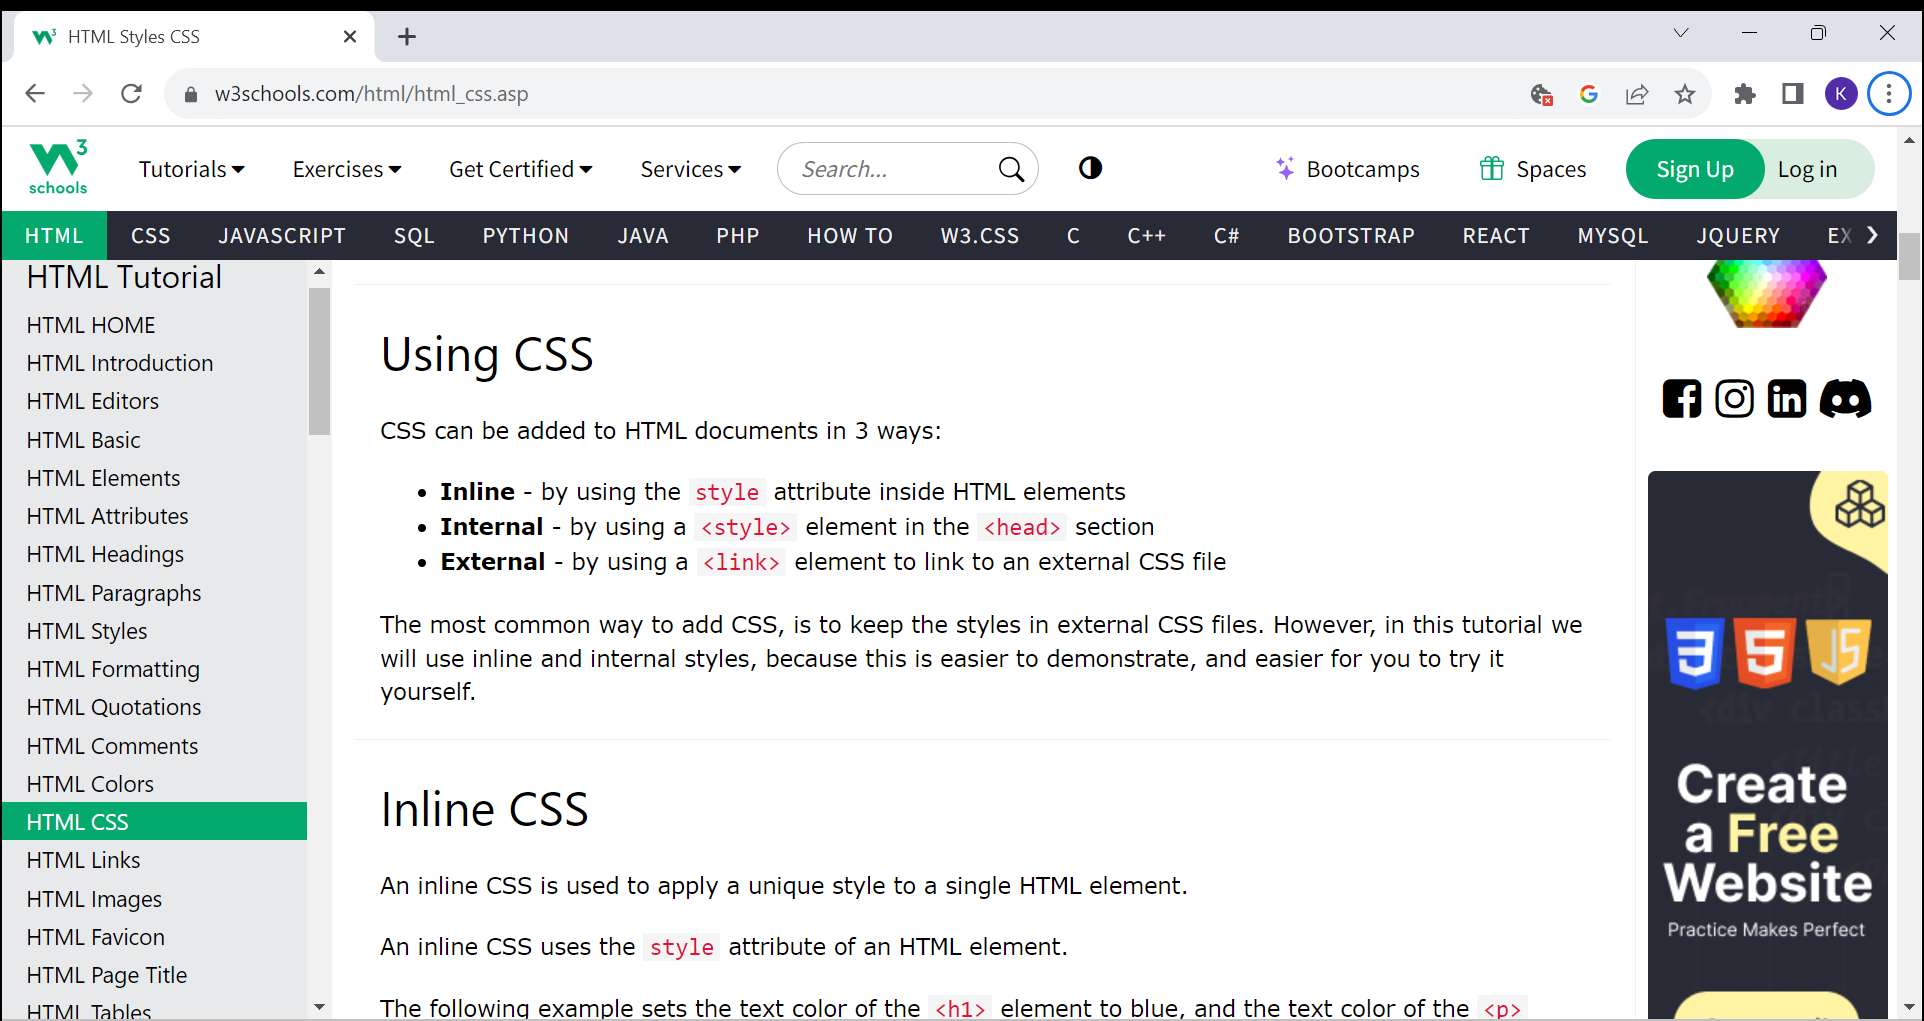 HTML Styles CSS
w3schools.com/html/html_css.asp
K
W3 schools
Tutorials
Exercises
Get Certified
Services
Search...
Bootcamps
Spaces
Sign Up
Log in
HTML CSS JAVASCRIPT SQL PYTHON JAVA PHP HOW TO W3.CSS C C++ C# BOOTSTRAP REACT MYSQL JQUERY EX
HTML Tutorial
HTML HOME
HTML Introduction
HTML Editors
HTML Basic
HTML Elements
HTML Attributes
HTML Headings
HTML Paragraphs
HTML Styles
HTML Formatting
HTML Quotations
HTML Comments
HTML Colors
HTML CSS
HTML Links
HTML Images
HTML Favicon
HTML Page Title
HTML Tables
Using CSS
CSS can be added to HTML documents in 3 ways:
• Inline - by using the style attribute inside HTML elements
• Internal - by using a <style> element in the <head> section
• External - by using a <link> element to link to an external CSS file
The most common way to add CSS, is to keep the styles in external CSS files. However, in this tutorial we
will use inline and internal styles, because this is easier to demonstrate, and easier for you to try it
yourself.
Inline CSS
An inline CSS is used to apply a unique style to a single HTML element.
An inline CSS uses the style attribute of an HTML element.
The following example sets the text color of the <h1> element to blue, and the text color of the <p>
in
3 5 JS
<div class
Create
a Free
Website
Practice Makes Perfect